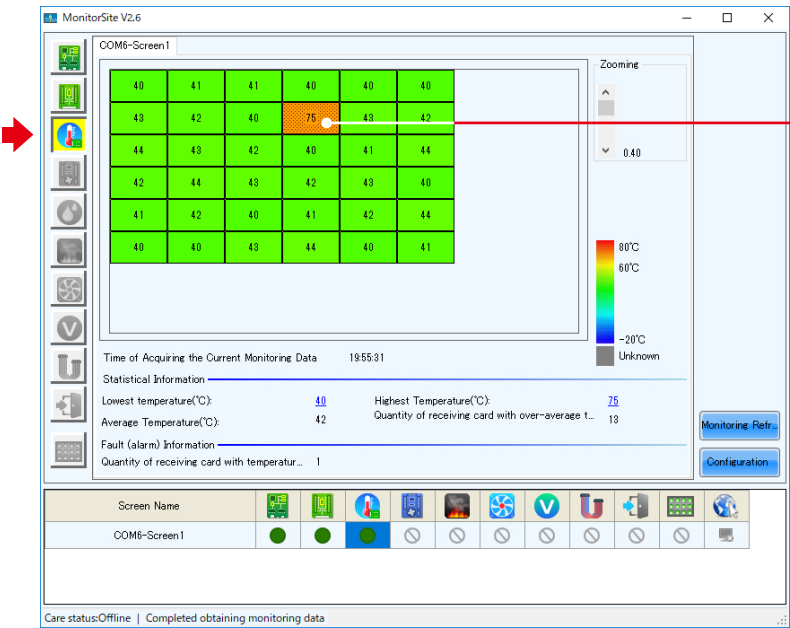 MonitorSite V2.6
COM6-Screen1
Zooming
40 41 41 40 40 40
43 42 40 75 43 42
44 43 42 40 41 44
0.40
42 44 43 42 43 40
41 42 40 41 42 44
40 40 43 44 40 41
80℃
60℃
-20℃
Unknown
Time of Acquiring the Current Monitoring Data 19:55:31
Statistical Information
Lowest temperature(℃): 40 Highest Temperature(℃): 75
Average Temperature(℃): 42 Quantity of receiving card with over-average t... 13
Fault (alarm) Information
Quantity of receiving card with temperatur... 1
Monitoring Refr...
Configuration
Screen Name
COM6-Screen1
Care status:Offline | Completed obtaining monitoring data